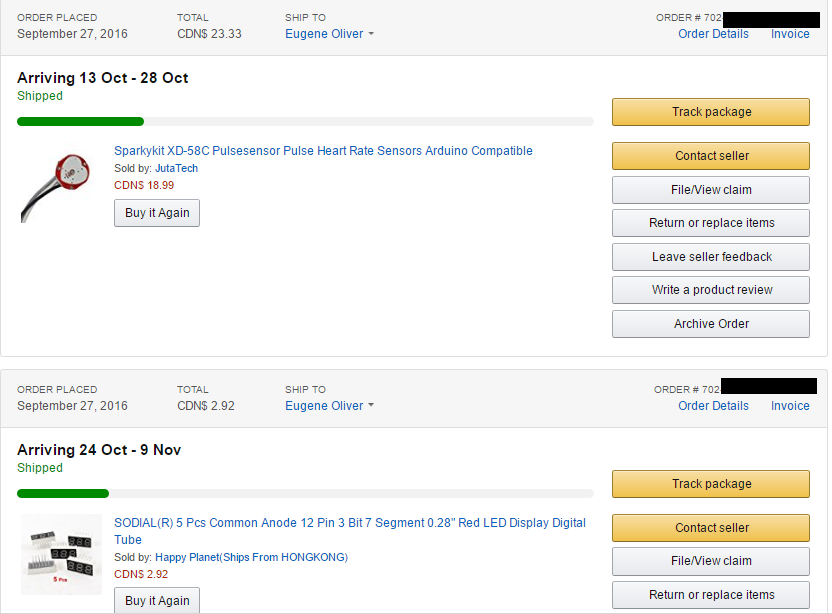 ORDER PLACED TOTAL SHIP TO ORDER # 702
September 27, 2016 CDN$ 23.33 Eugene Oliver Order Details Invoice
Arriving 13 Oct - 28 Oct
Shipped
Track package
Sparkykit XD-58C Pulsesensor Pulse Heart Rate Sensors Arduino Compatible
Contact seller
Sold by: JutaTech
CDN$ 18.99
File/View claim
Buy it Again
Return or replace items
Leave seller feedback
Write a product review
Archive Order
ORDER PLACED TOTAL SHIP TO ORDER # 702
September 27, 2016 CDN$ 2.92 Eugene Oliver Order Details Invoice
Arriving 24 Oct - 9 Nov
Shipped
Track package
SODIAL(R) 5 Pcs Common Anode 12 Pin 3 Bit 7 Segment 0.28" Red LED Display Digital
Tube
Contact seller
Sold by: Happy Planet(Ships From HONGKONG)
File/View claim
CDN$ 2.92
5 Pcs
Buy it Again
Return or replace items